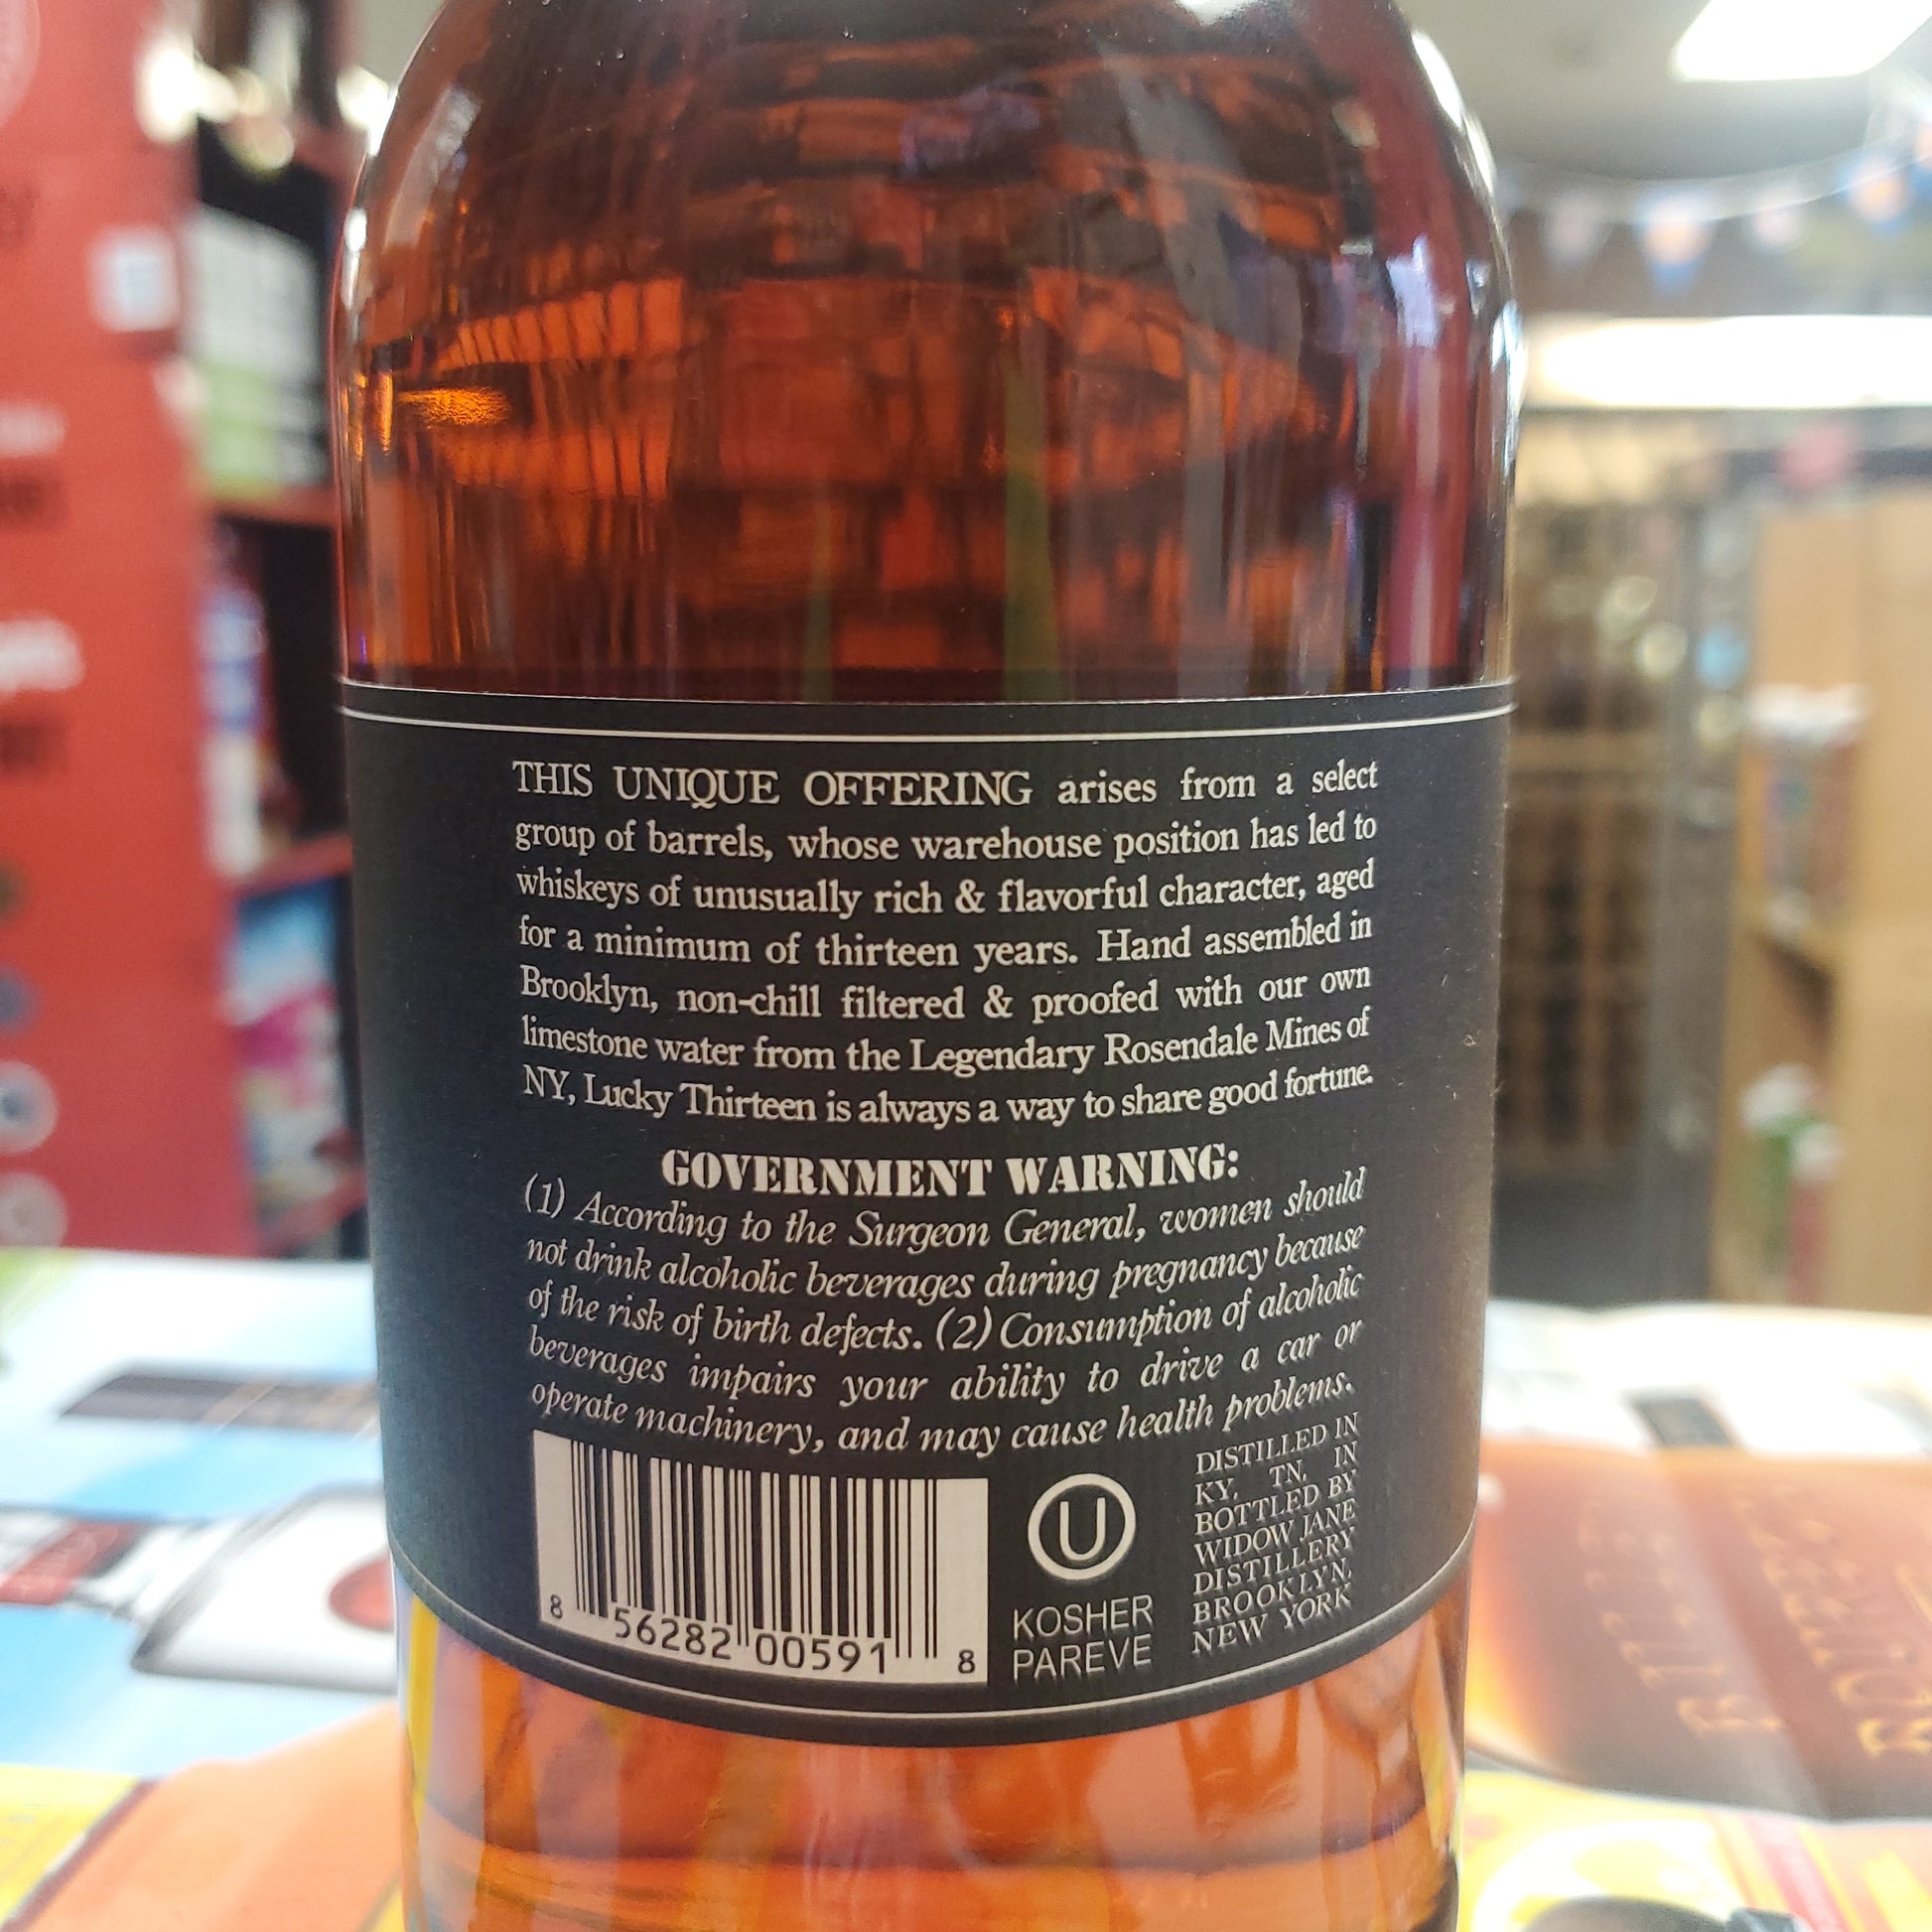 THIS UNIQUE OFFERING arises from a select
group of barrels, whose warehouse position has led to
whiskeys of unusually rich & flavorful character, aged
for a minimum of thirteen years. Hand assembled in
Brooklyn, non-chill filtered & proofed with our own
limestone water from the Legendary Rosendale Mines of
NY, Lucky Thirteen is always a way to share good fortune.
GOVERNMENT WARNING:
(1) According to the Surgeon General, women should
not drink alcoholic beverages during pregnancy because
of the risk of birth defects. (2) Consumption of alcoholic
beverages impairs your ability to drive a car or
operate machinery, and may cause health problems.
8 56282 00591 8
U
KOSHER
PAREVE
DISTILLED IN
KY, TN, IN
BOTTLED BY
WIDOW JANE
DISTILLERY
BROOKLYN,
NEW YORK